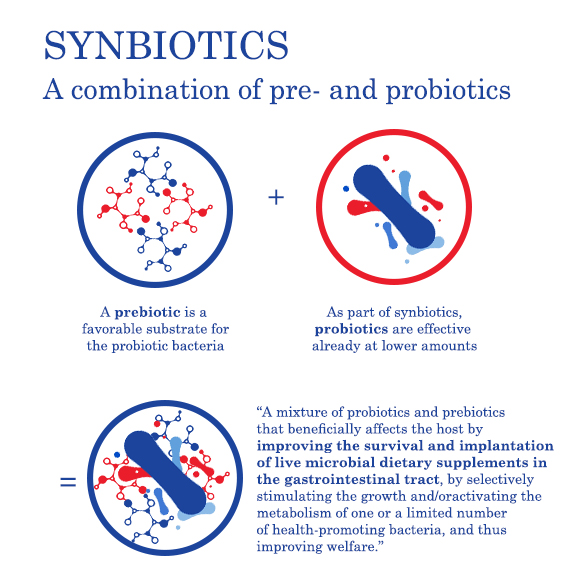 SYNBIOTICS
A combination of pre- and probiotics
+
A prebiotic is a
favorable substrate for
the probiotic bacteria
As part of synbiotics,
probiotics are effective
already at lower amounts
=
“A mixture of probiotics and prebiotics
that beneficially affects the host by
improving the survival and implantation
of live microbial dietary supplements in
the gastrointestinal tract, by selectively
stimulating the growth and/oractivating the
metabolism of one or a limited number
of health-promoting bacteria, and thus
improving welfare.”